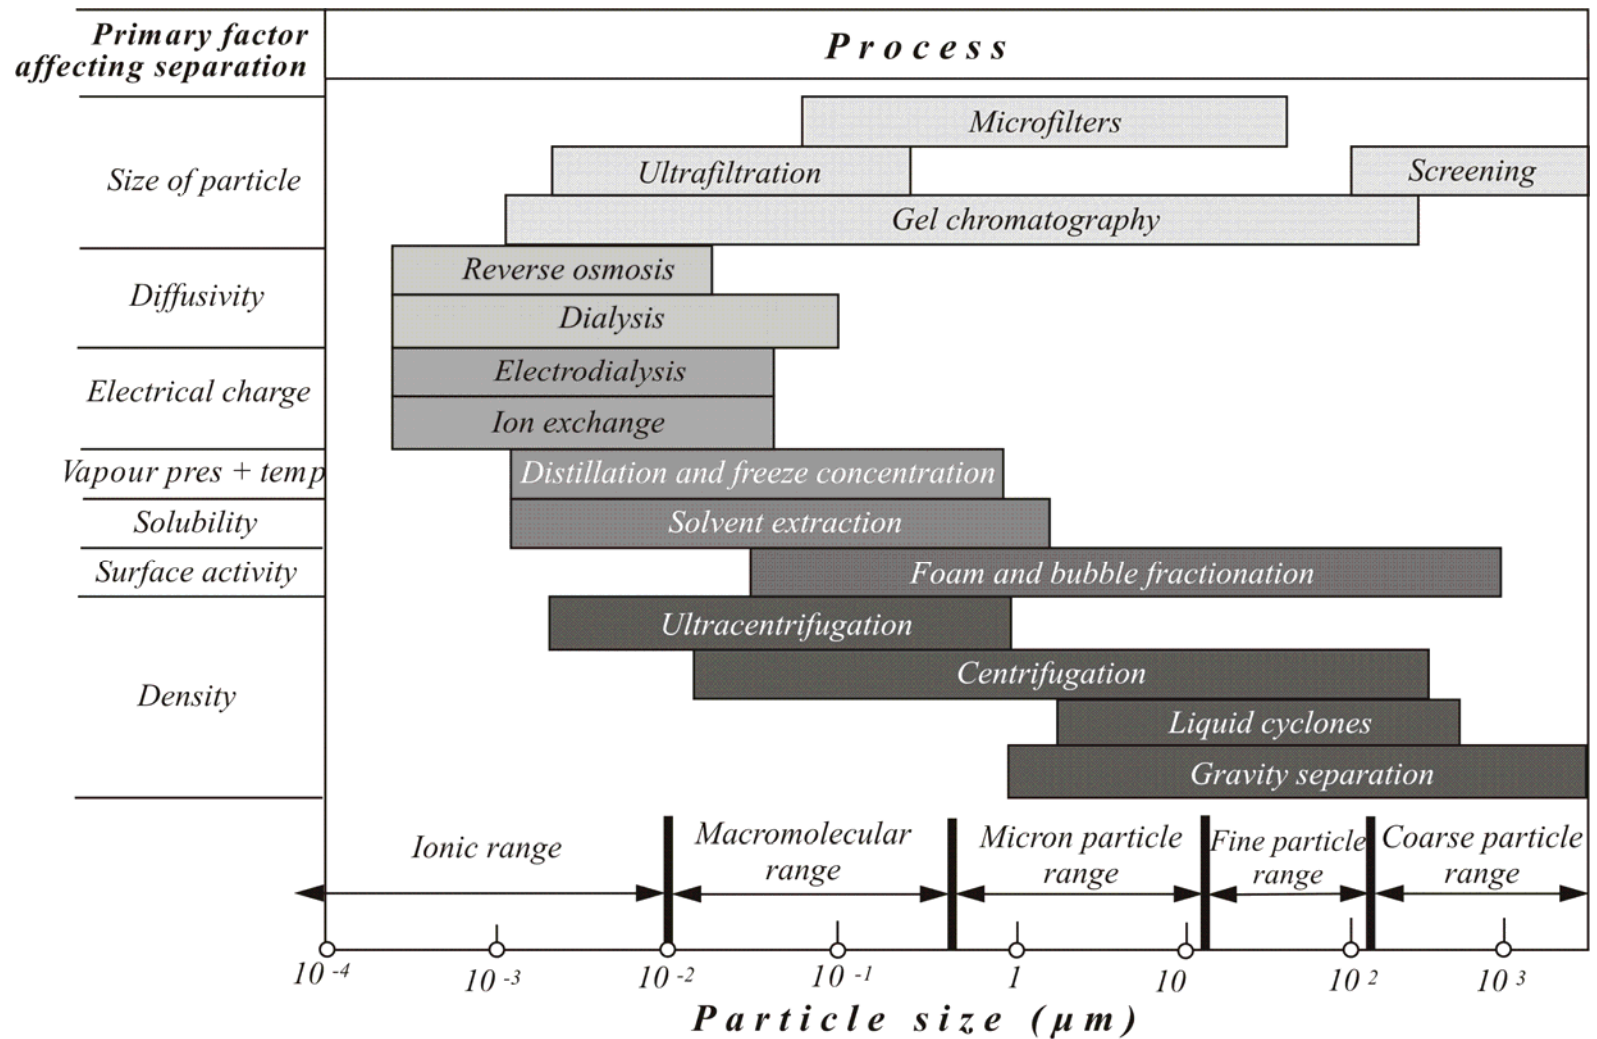 Primary factor
affecting separation
Process
Microfilters
Size of particle
Ultrafiltration
Screening
Gel chromatography
Diffusivity
Reverse osmosis
Dialysis
Electrical charge
Electrodialysis
Ion exchange
Vapour pres + temp
Distillation and freeze concentration
Solubility
Solvent extraction
Surface activity
Foam and bubble fractionation
Density
Ultracentrifugation
Centrifugation
Liquid cyclones
Gravity separation
Ionic range
Macromolecular
range
Micron particle
range
Fine particle
range
Coarse particle
range
10 -4
10 -3
10 -2
10 -1
1
10
10 2
10 3
Particle size (μm)